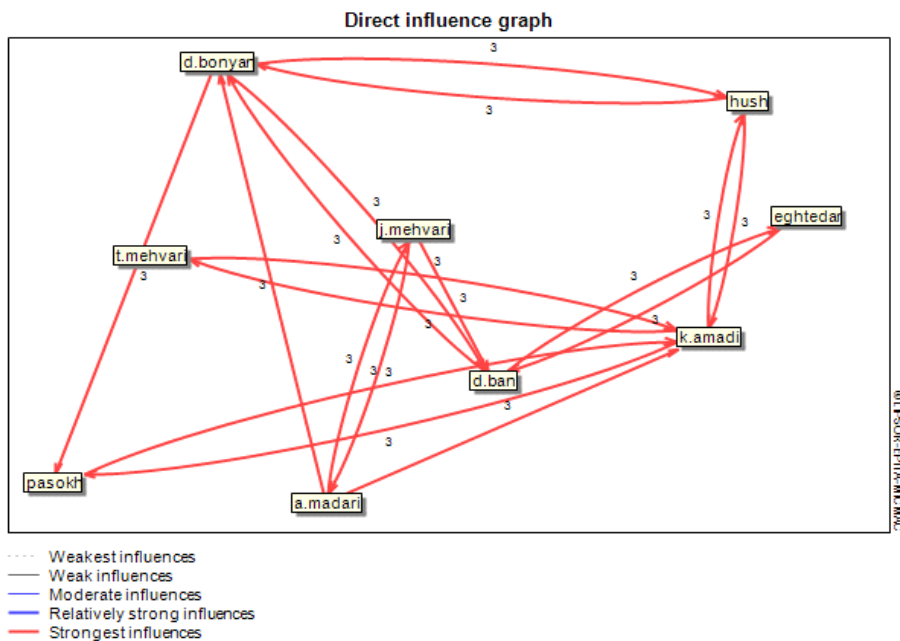 Direct influence graph
3
d.bonyan
hush
3
3
j.mehvari
3
3
eghtedar
3
t.mehvari
3
3
3
3
3
3
3
k.amadi
3
3
3
d.ban
3
3
pasokh
a.madari
Weakest influences
Weak influences
Moderate influences
Relatively strong influences
Strongest influences